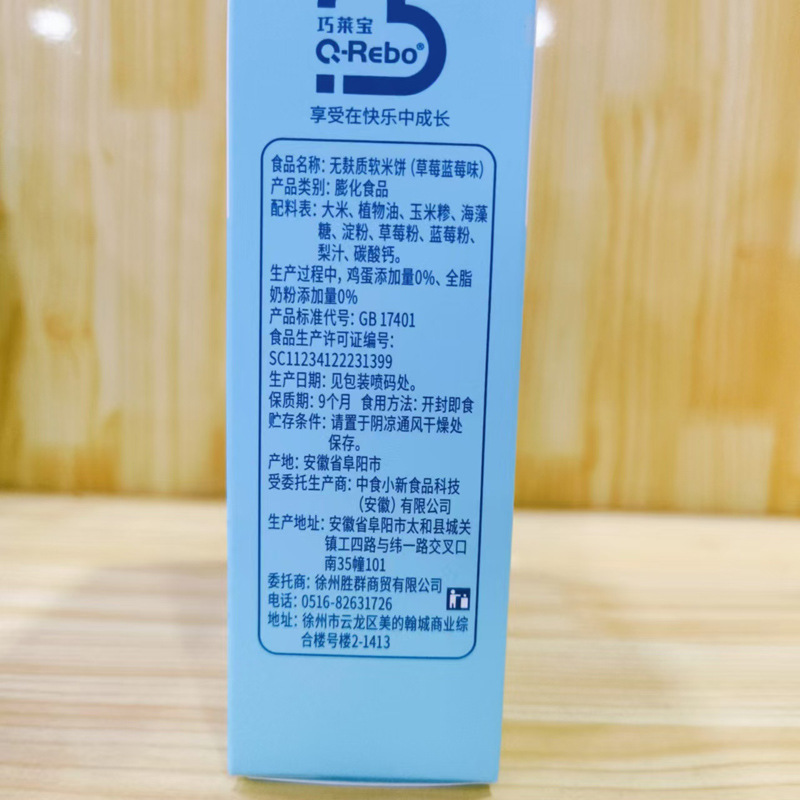 巧莱宝
Q-Rebo®
享受在快乐中成长
食品名称：无麸质软米饼（草莓蓝莓味）
产品类别：膨化食品
配料表：大米、植物油、玉米糁、海藻
糖、淀粉、草莓粉、蓝莓粉、
梨汁、碳酸钙。
生产过程中，鸡蛋添加量0%、全脂
奶粉添加量0%
产品标准代号：GB 17401
食品生产许可证编号：
SC11234122231399
生产日期：见包装喷码处。
保质期：9个月 食用方法：开封即食
贮存条件：请置于阴凉通风干燥处
保存。
产地：安徽省阜阳市
受委托生产商：中食小新食品科技
（安徽）有限公司
生产地址：安徽省阜阳市太和县城关
镇工四路与纬一路交叉口
南35幢101
委托商：徐州胜群商贸有限公司
电话：0516-82631726
地址：徐州市云龙区美的翰城商业综
合楼号楼2-1413